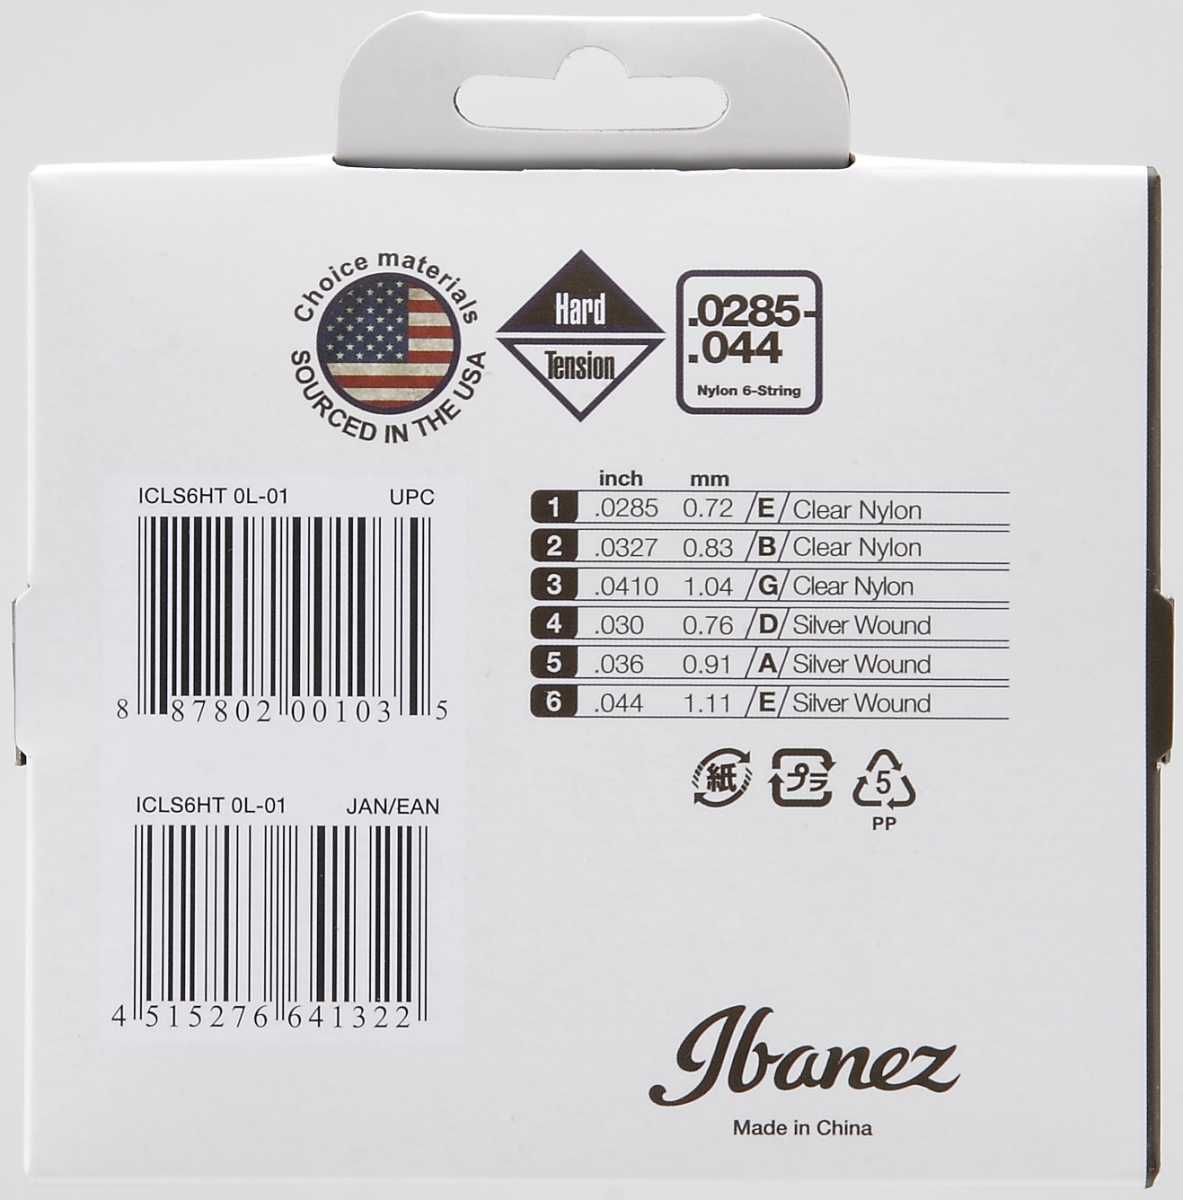 Choice materials
SOURCED IN THE USA
Hard
Tension
.0285-
.044
Nylon 6-String
ICLS6HT 0L-01 UPC
8 87802 00103 5
ICLS6HT 0L-01 JAN/EAN
4 515276 641322
inch mm
1 .0285 0.72 /E/ Clear Nylon
2 .0327 0.83 /B/ Clear Nylon
3 .0410 1.04 /G/ Clear Nylon
4 .030 0.76 /D/ Silver Wound
5 .036 0.91 /A/ Silver Wound
6 .044 1.11 /E/ Silver Wound
紙 プラ 5
PP
Ibanez
Made in China